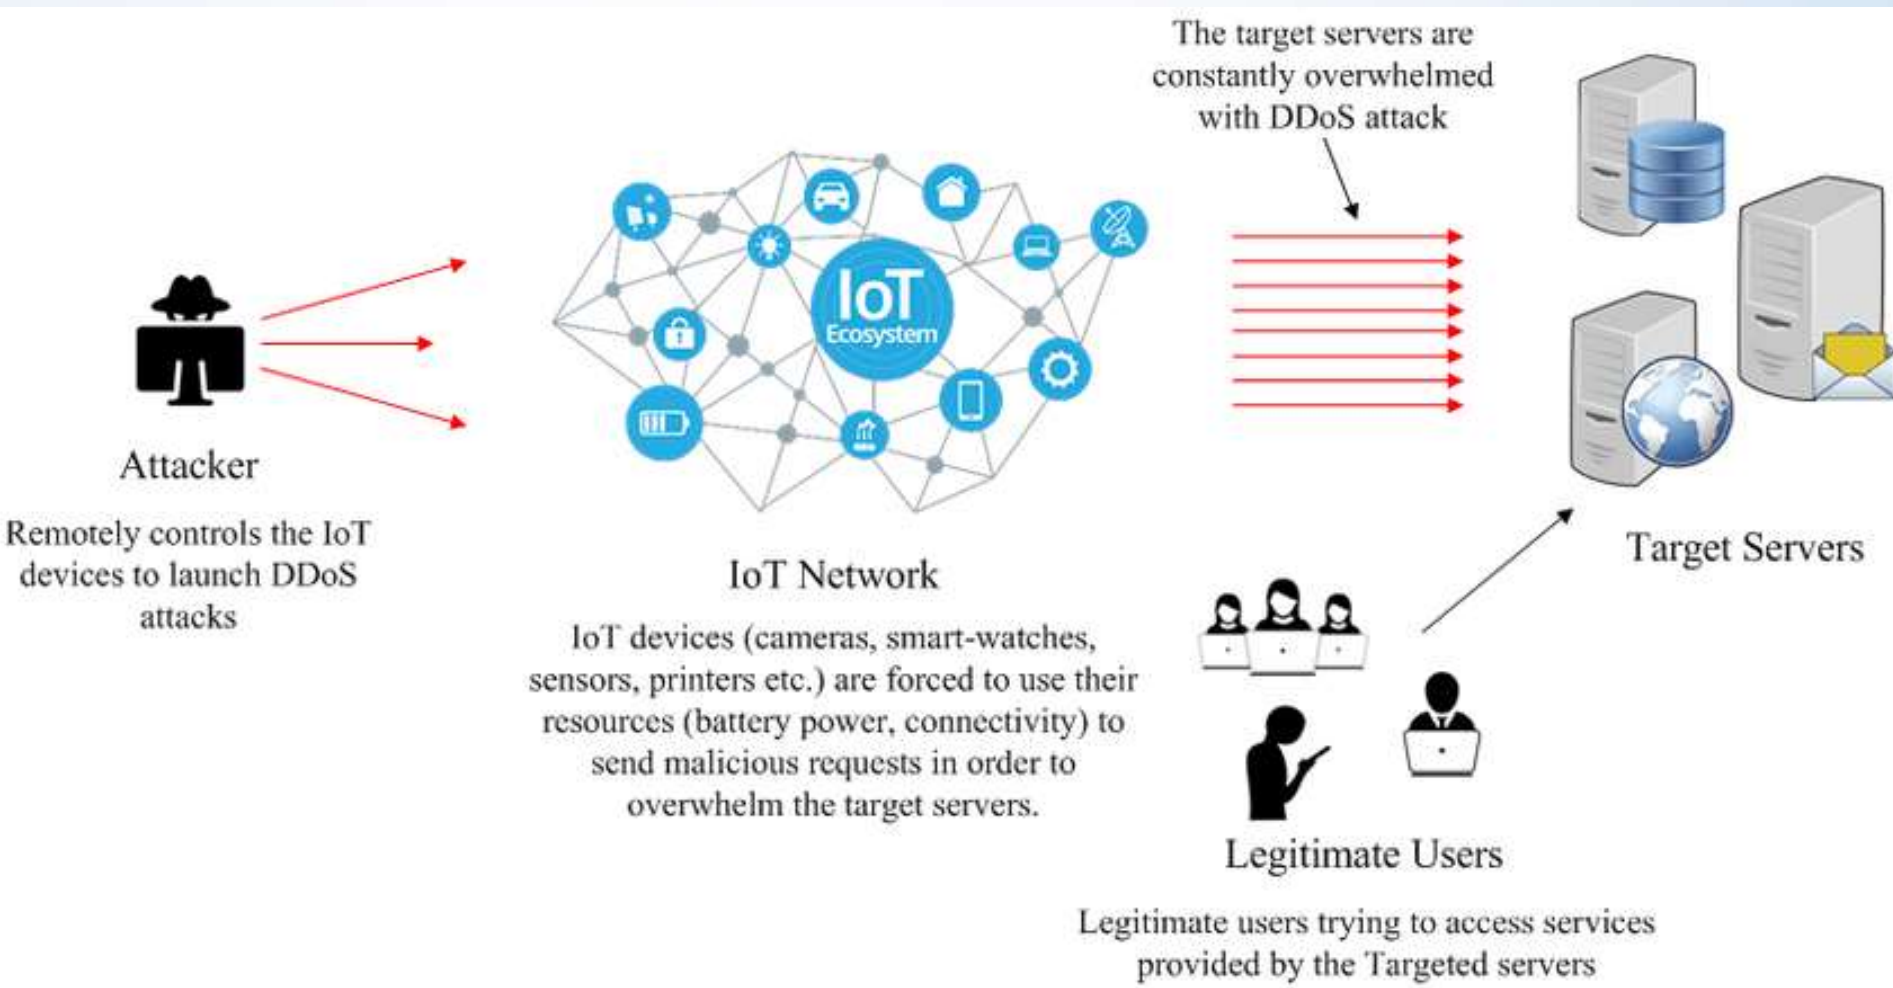 The target servers are
constantly overwhelmed
with DDoS attack
IoT
Ecosystem
Attacker
Remotely controls the IoT
devices to launch DDoS
attacks
IoT Network
IoT devices (cameras, smart-watches,
sensors, printers etc.) are forced to use their
resources (battery power, connectivity) to
send malicious requests in order to
overwhelm the target servers.
Target Servers
Legitimate Users
Legitimate users trying to access services
provided by the Targeted servers